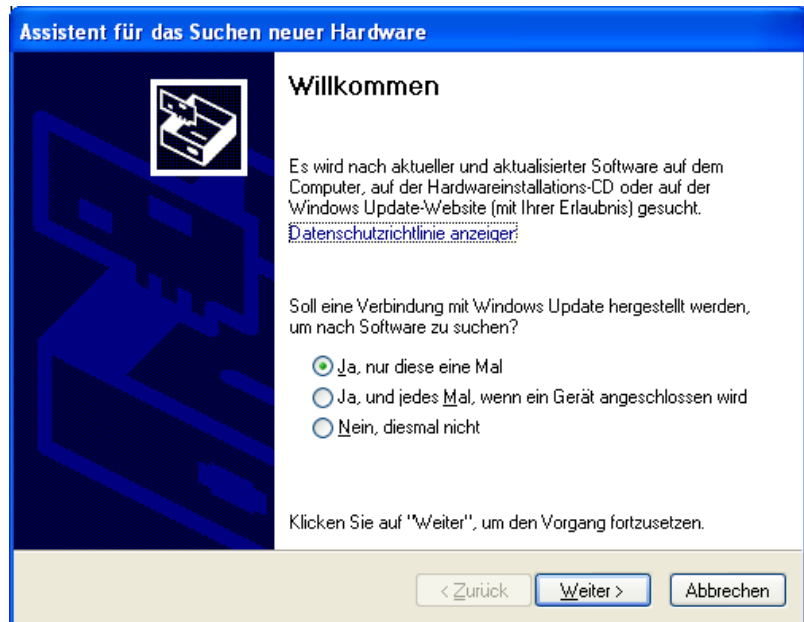 Assistent für das Suchen neuer Hardware
Willkommen
Es wird nach aktueller und aktualisierter Software auf dem
Computer, auf der Hardwareinstallations-CD oder auf der
Windows Update-Website (mit Ihrer Erlaubnis) gesucht.
Datenschutzrichtlinie anzeigen
Soll eine Verbindung mit Windows Update hergestellt werden,
um nach Software zu suchen?
Ja, nur diese eine Mal
Ja, und jedes Mal, wenn ein Gerät angeschlossen wird
Nein, diesmal nicht
Klicken Sie auf "Weiter", um den Vorgang fortzusetzen.
< Zurück Weiter > Abbrechen